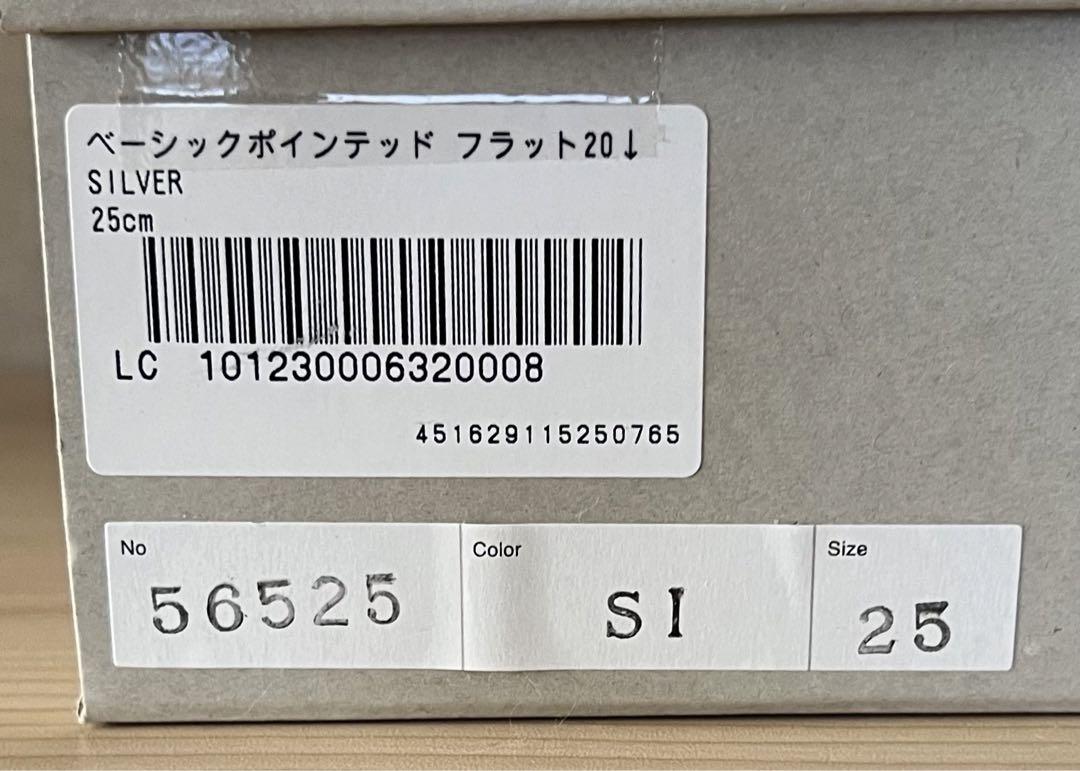 ベーシックポインテッド フラット20↓
SILVER
25cm
LC 101230006320008
451629115250765
No
56525
Color
SI
Size
25